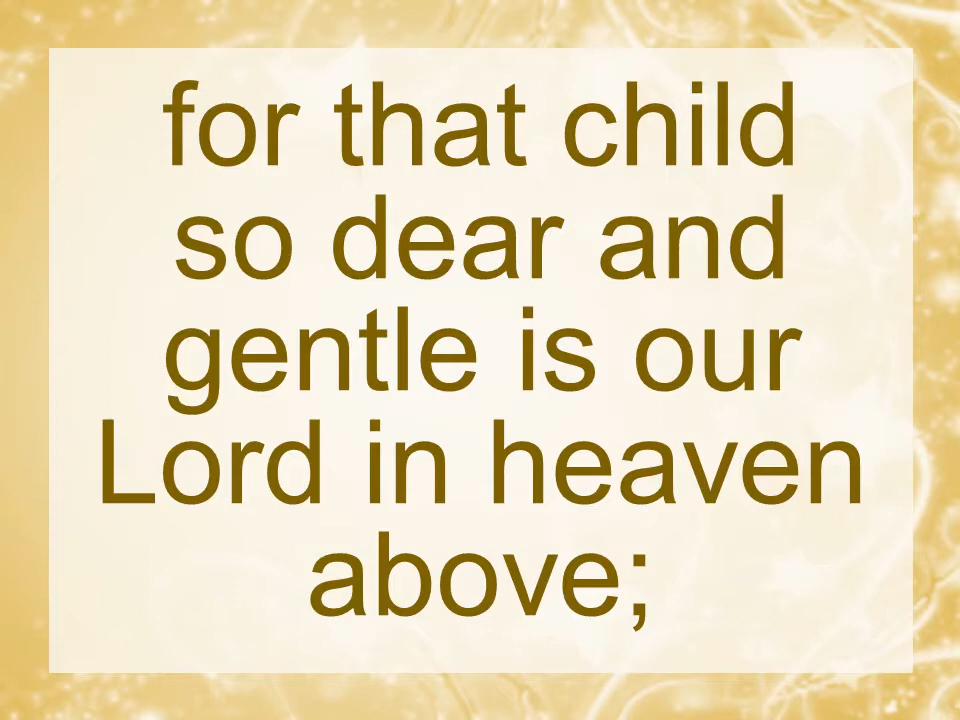 for that child
so dear and
gentle is our
Lord in heaven
above;